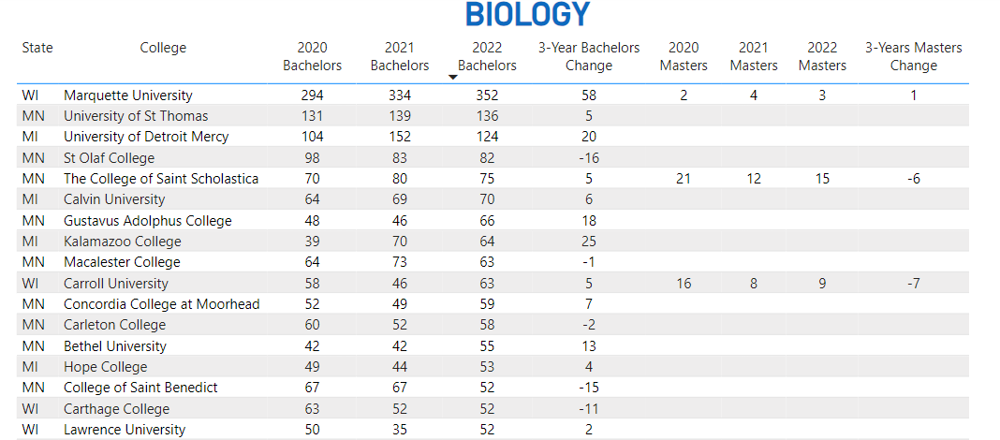 BIOLOGY
State College 2020 Bachelors 2021 Bachelors 2022 Bachelors 3-Year Bachelors Change 2020 Masters 2021 Masters 2022 Masters 3-Years Masters Change
WI Marquette University 294 334 352 58 2 4 3 1
MN University of St Thomas 131 139 136 5
MI University of Detroit Mercy 104 152 124 20
MN St Olaf College 98 83 82 -16
MN The College of Saint Scholastica 70 80 75 5 21 12 15 -6
MI Calvin University 64 69 70 6
MN Gustavus Adolphus College 48 46 66 18
MI Kalamazoo College 39 70 64 25
MN Macalester College 64 73 63 -1
WI Carroll University 58 46 63 5 16 8 9 -7
MN Concordia College at Moorhead 52 49 59 7
MN Carleton College 60 52 58 -2
MN Bethel University 42 42 55 13
MI Hope College 49 44 53 4
MN College of Saint Benedict 67 67 52 -15
WI Carthage College 63 52 52 -11
WI Lawrence University 50 35 52 2